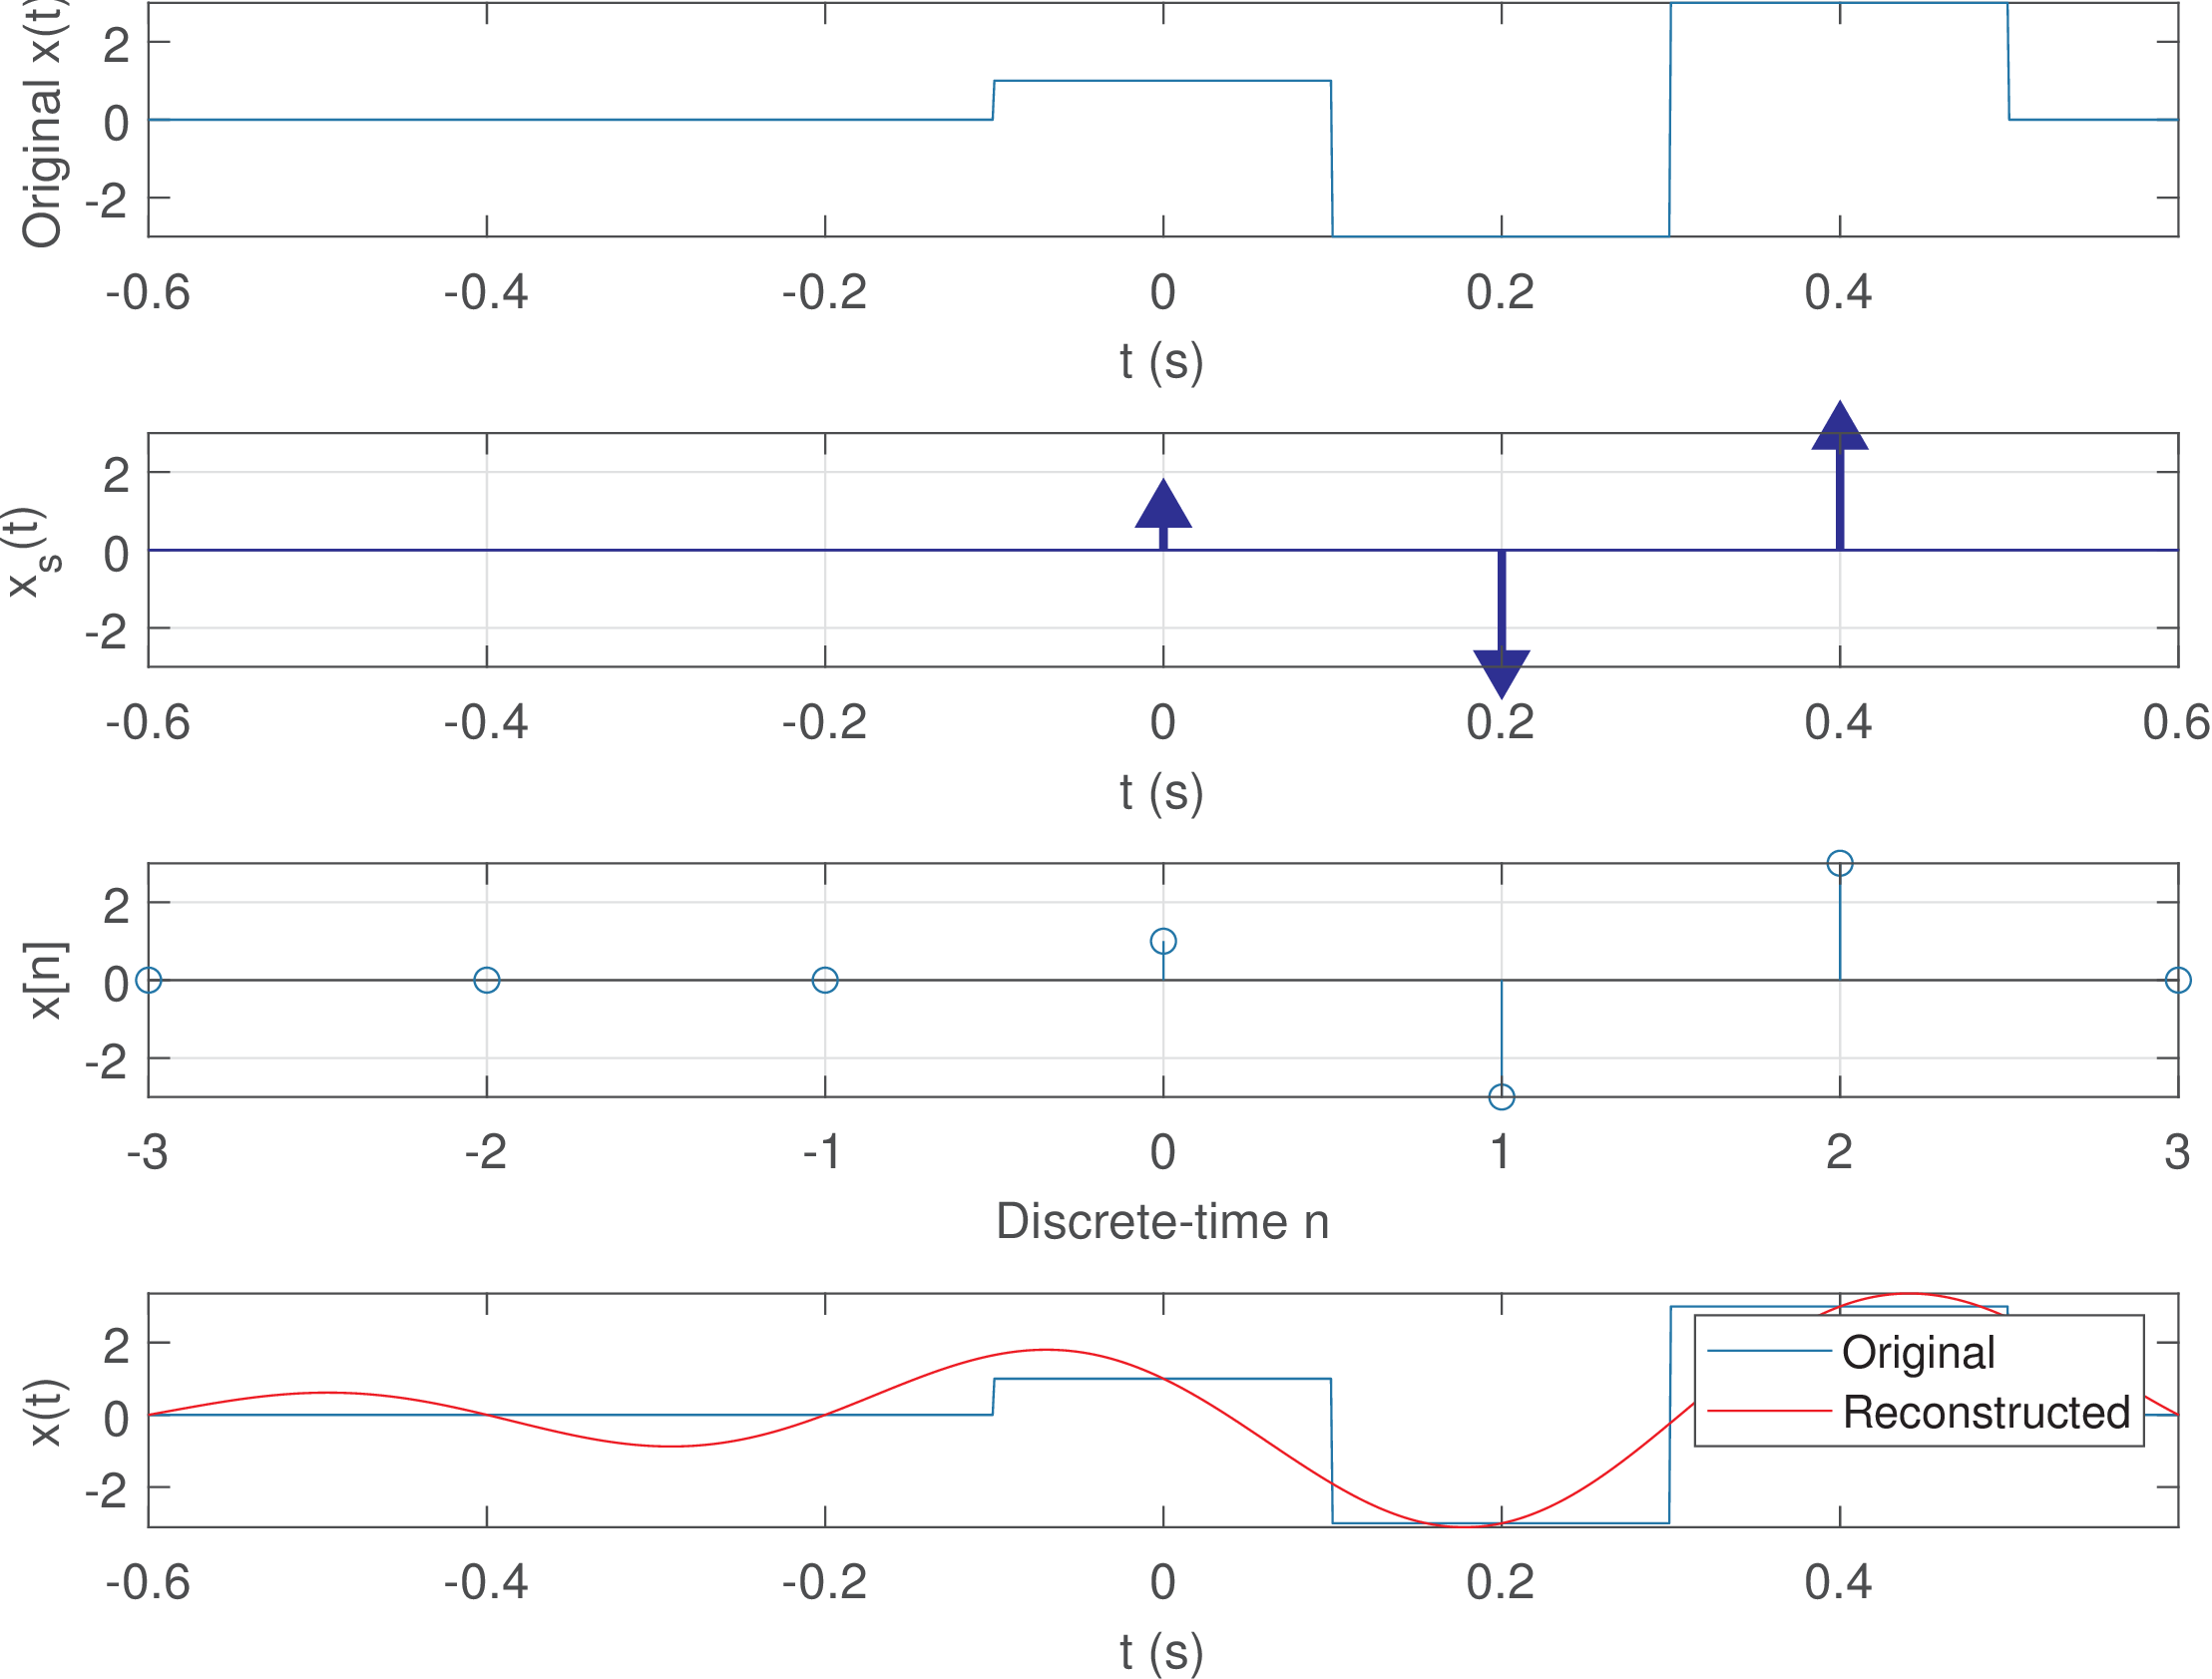 Original x(t)
2
0
-2
-0.6 -0.4 -0.2 0 0.2 0.4
t (s)
x_s(t)
2
0
-2
-0.6 -0.4 -0.2 0 0.2 0.4 0.6
t (s)
x[n]
2
0
-2
-3 -2 -1 0 1 2 3
Discrete-time n
x(t)
2
0
-2
Original
Reconstructed
-0.6 -0.4 -0.2 0 0.2 0.4
t (s)